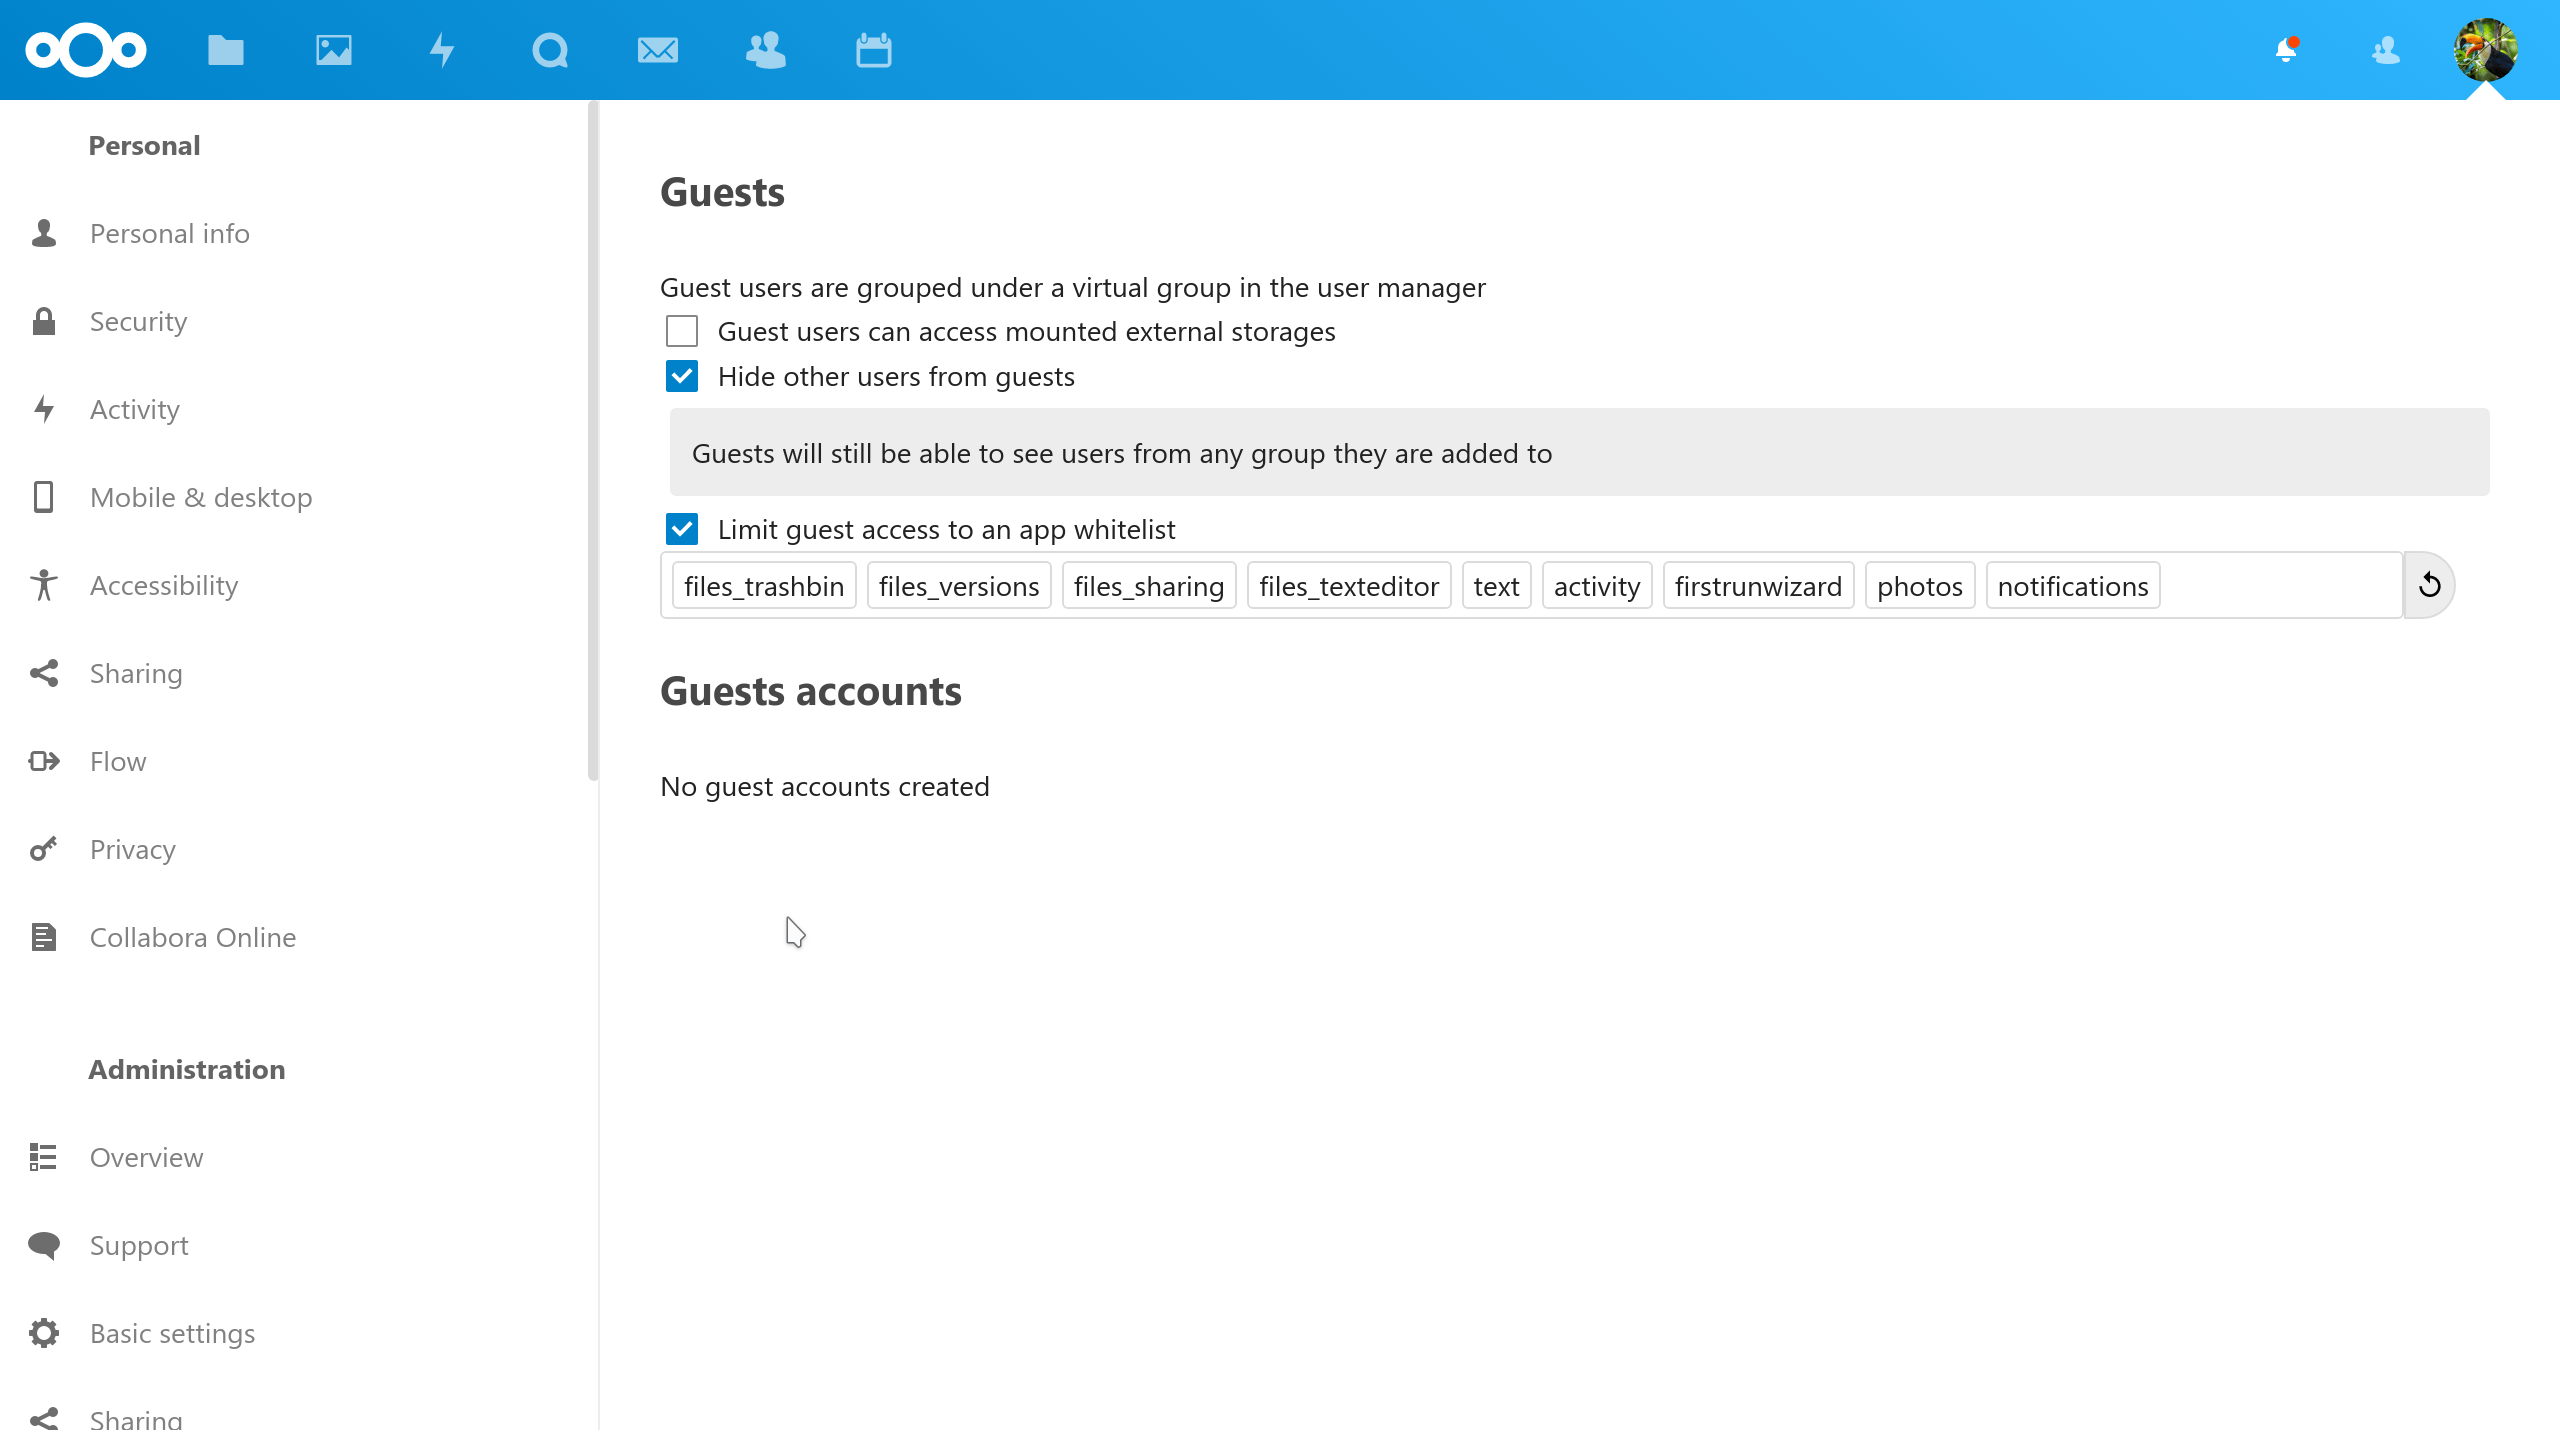 Personal
Personal info
Security
Activity
Mobile & desktop
Accessibility
Sharing
Flow
Privacy
Collabora Online
Administration
Overview
Support
Basic settings
Sharing
Guests
Guest users are grouped under a virtual group in the user manager
Guest users can access mounted external storages
Hide other users from guests
Guests will still be able to see users from any group they are added to
Limit guest access to an app whitelist
files_trashbin files_versions files_sharing files_texteditor text activity firstrunwizard photos notifications
Guests accounts
No guest accounts created